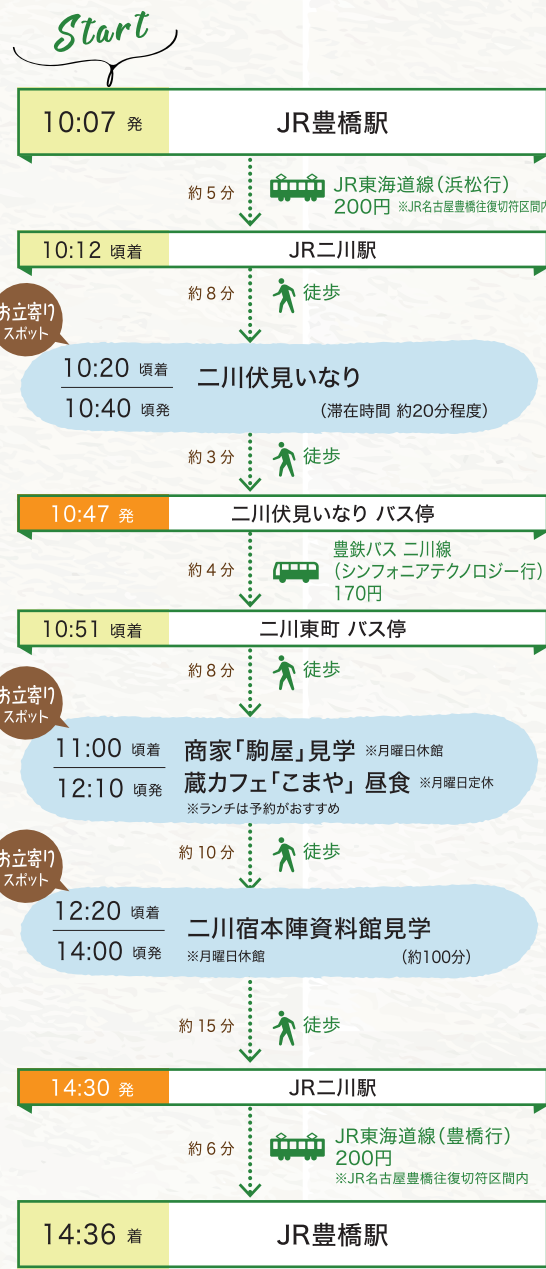 Start
10:07 発 JR豊橋駅
約5分
JR東海道線(浜松行)
200円 ※JR名古屋豊橋往復切符区間内
10:12 頃着 JR二川駅
約8分 徒歩
お立寄り
スポット
10:20 頃着
二川伏見いなり
10:40 頃発
(滞在時間 約20分程度)
約3分 徒歩
10:47 発 二川伏見いなり バス停
約4分
豊鉄バス 二川線
(シンフォニアテクノロジー行)
170円
10:51 頃着 二川東町 バス停
約8分 徒歩
お立寄り
スポット
11:00 頃着
12:10 頃発
商家「駒屋」見学 ※月曜日休館
蔵カフェ「こまや」 昼食 ※月曜日定休
※ランチは予約がおすすめ
約10分 徒歩
お立寄り
スポット
12:20 頃着
14:00 頃発
二川宿本陣資料館見学
※月曜日休館 (約100分)
約15分 徒歩
14:30 発 JR二川駅
約6分
JR東海道線(豊橋行)
200円
※JR名古屋豊橋往復切符区間内
14:36 着 JR豊橋駅